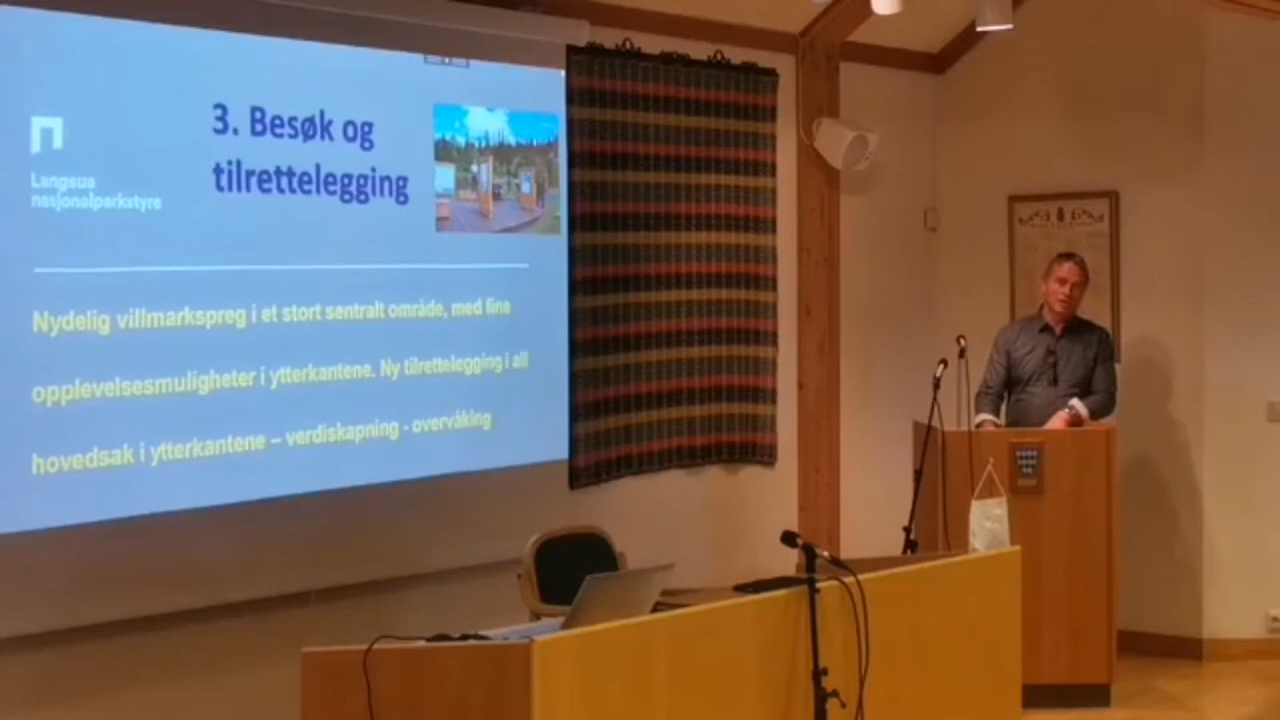 3. Besøk og
tilrettelegging
Langsua
nasjonalparkstyre
Nydelig villmarkspreg i et stort sentralt område, med fine
opplevelsesmuligheter i ytterkantene. Ny tilrettelegging i all
hovedsak i ytterkantene – verdiskapning - overvåking